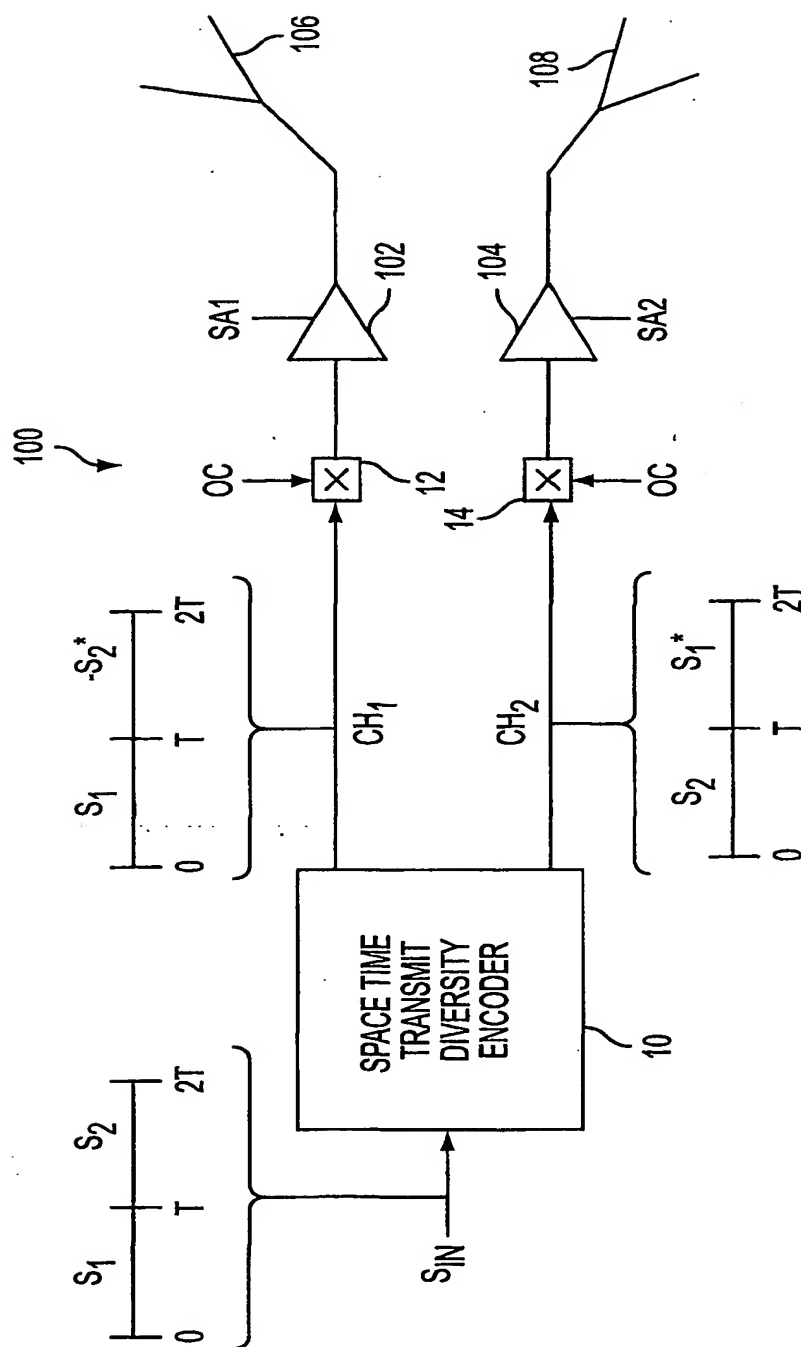 100
S1 S2
0 T 2T
SIN
SPACE TIME
TRANSMIT
DIVERSITY
ENCODER
10
S1 -S2*
0 T 2T
CH1
CH2
S2 S1*
0 T 2T
OC
12
14
OC
SA1
102
104
SA2
106
108